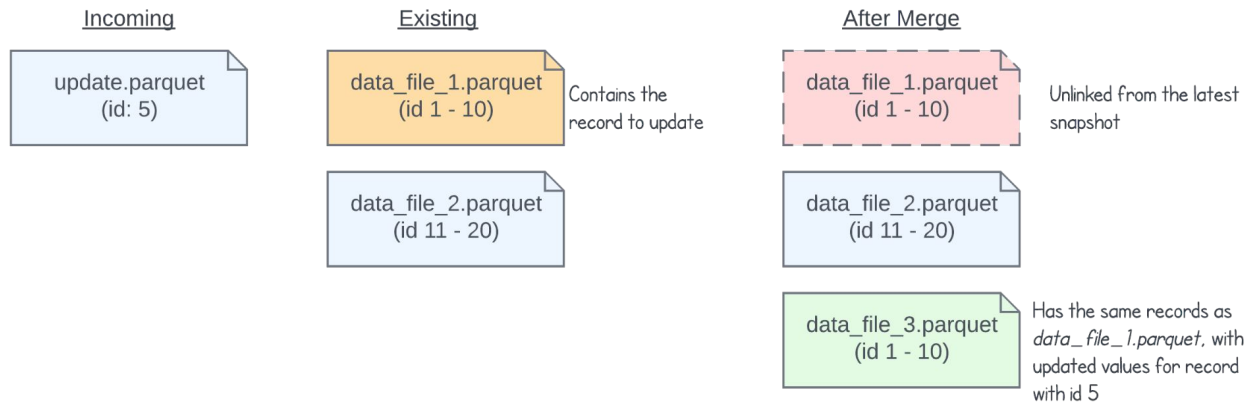 Incoming
update.parquet
(id: 5)
Existing
data_file_1.parquet
(id 1 - 10)
Contains the
record to update
data_file_2.parquet
(id 11 - 20)
After Merge
data_file_1.parquet
(id 1 - 10)
Unlinked from the latest
snapshot
data_file_2.parquet
(id 11 - 20)
data_file_3.parquet
(id 1 - 10)
Has the same records as
data_file_1.parquet, with
updated values for record
with id 5